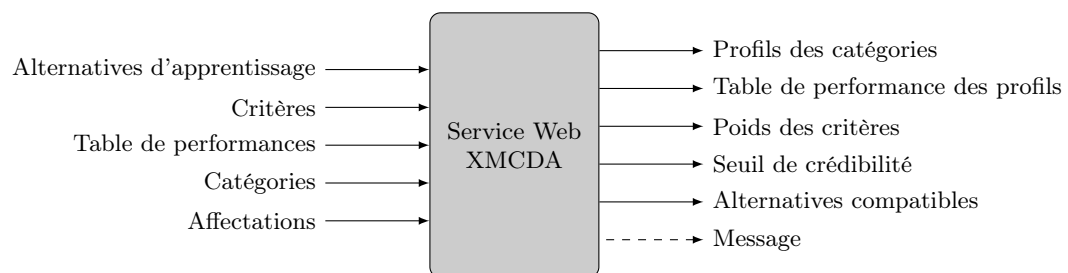 Alternatives d'apprentissage
Critères
Table de performances
Catégories
Affectations
Service Web
XMCDA
Profils des catégories
Table de performance des profils
Poids des critères
Seuil de crédibilité
Alternatives compatibles
Message